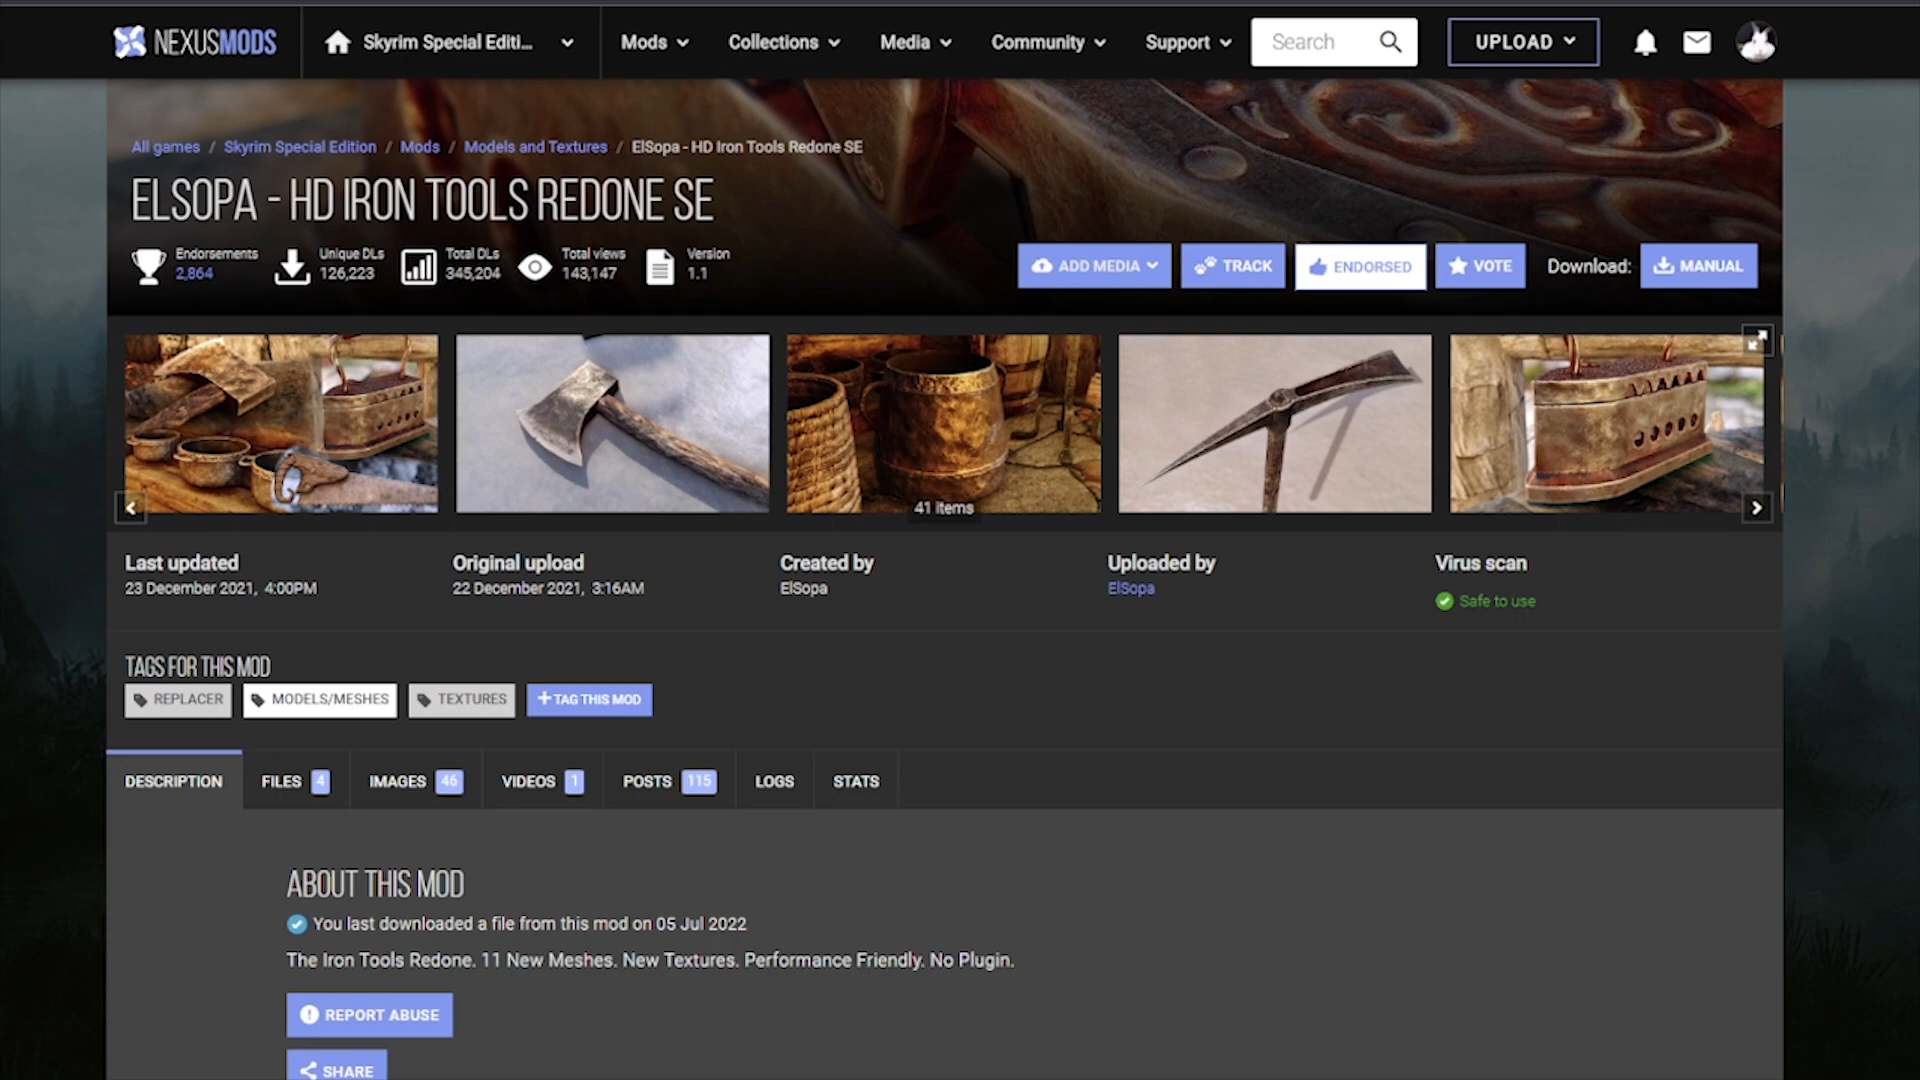 NEXUSMODS
Skyrim Special Editi...
Mods
Collections
Media
Community
Support
Search
UPLOAD
All games / Skyrim Special Edition / Mods / Models and Textures / ElSopa - HD Iron Tools Redone SE
ELSOPA - HD IRON TOOLS REDONE SE
Endorsements
2,864
Unique DLs
126,223
Total DLs
345,204
Total views
143,147
Version
1.1
ADD MEDIA
TRACK
ENDORSED
VOTE
Download:
MANUAL
41 items
Last updated
23 December 2021, 4:00PM
Original upload
22 December 2021, 3:16AM
Created by
ElSopa
Uploaded by
ElSopa
Virus scan
Safe to use
TAGS FOR THIS MOD
REPLACER
MODELS/MESHES
TEXTURES
+TAG THIS MOD
DESCRIPTION
FILES 4
IMAGES 46
VIDEOS 1
POSTS 115
LOGS
STATS
ABOUT THIS MOD
You last downloaded a file from this mod on 05 Jul 2022
The Iron Tools Redone. 11 New Meshes. New Textures. Performance Friendly. No Plugin.
REPORT ABUSE
SHARE